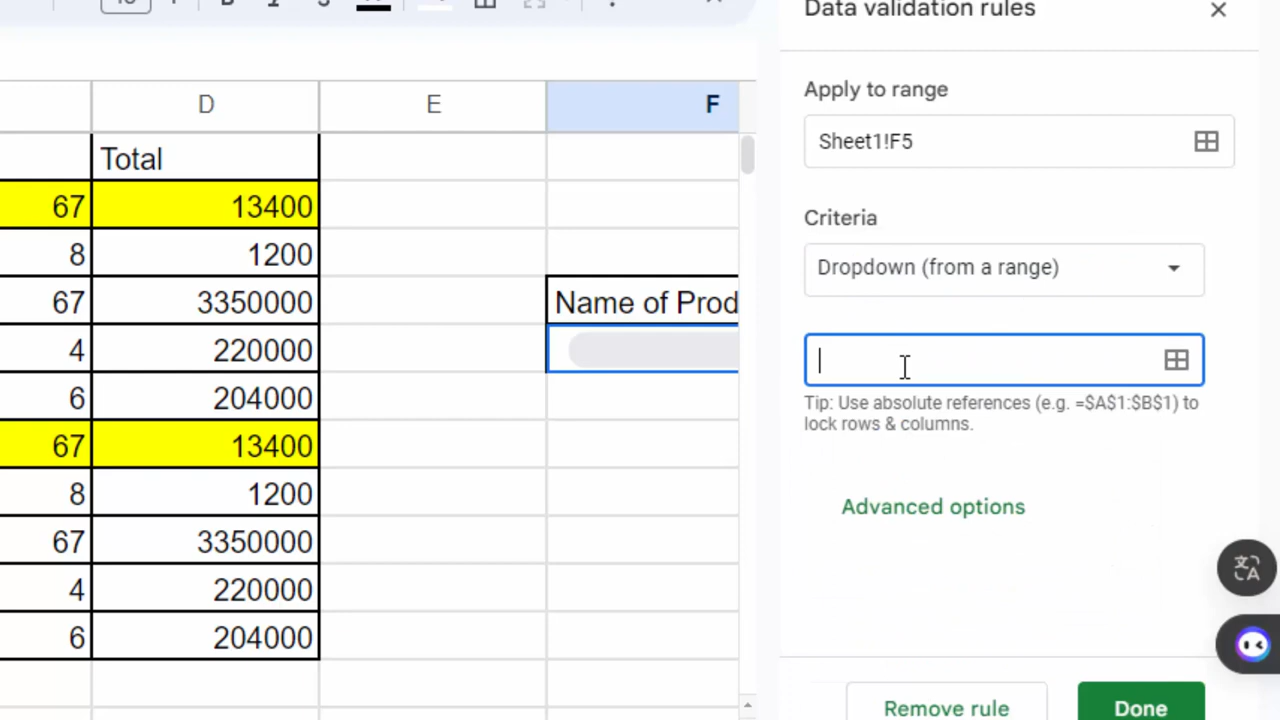 Data validation rules
D E F
Total
67 13400
8 1200
67 3350000
4 220000
6 204000
67 13400
8 1200
67 3350000
4 220000
6 204000
Name of Prod
Apply to range
Sheet1!F5
Criteria
Dropdown (from a range)
Tip: Use absolute references (e.g. =$A$1:$B$1) to
lock rows & columns.
Advanced options
Remove rule
Done